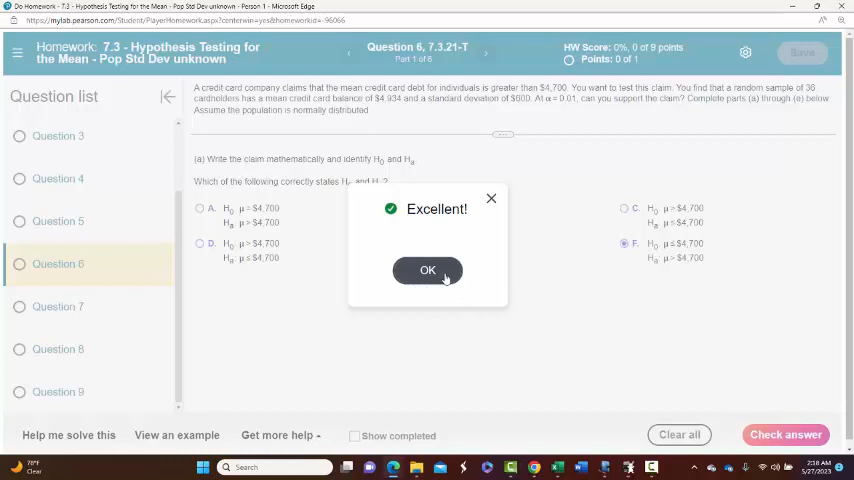 Do Homework - 7.3 - Hypothesis Testing for the Mean - Pop Std Dev unknown - Person 1 - Microsoft Edge
https://mylab.pearson.com/Student/PlayerHomework.aspx?centerwin=yes&homeworkid=-96066
Homework: 7.3 - Hypothesis Testing for the Mean - Pop Std Dev unknown
Question 6, 7.3.21-T
Part 1 of 6
HW Score: 0%, 0 of 9 points
Points: 0 of 1
Save
Question list
Question 3
Question 4
Question 5
Question 6
Question 7
Question 8
Question 9
A credit card company claims that the mean credit card debt for individuals is greater than $4,700. You want to test this claim. You find that a random sample of 36
cardholders has a mean credit card balance of $4,934 and a standard deviation of $600. At α = 0.01, can you support the claim? Complete parts (a) through (e) below
Assume the population is normally distributed
(a) Write the claim mathematically and identify H0 and Ha
Which of the following correctly states H0 and Ha?
A. H0 μ = $4,700
Ha μ > $4,700
C. H0 μ > $4,700
Ha μ ≤ $4,700
D. H0: μ > $4,700
Ha: μ ≤ $4,700
F. H0 μ ≤ $4,700
Ha: μ > $4,700
Excellent!
OK
Help me solve this
View an example
Get more help
Show completed
Clear all
Check answer
78°F
Clear
Search
2:38 AM
5/27/2023